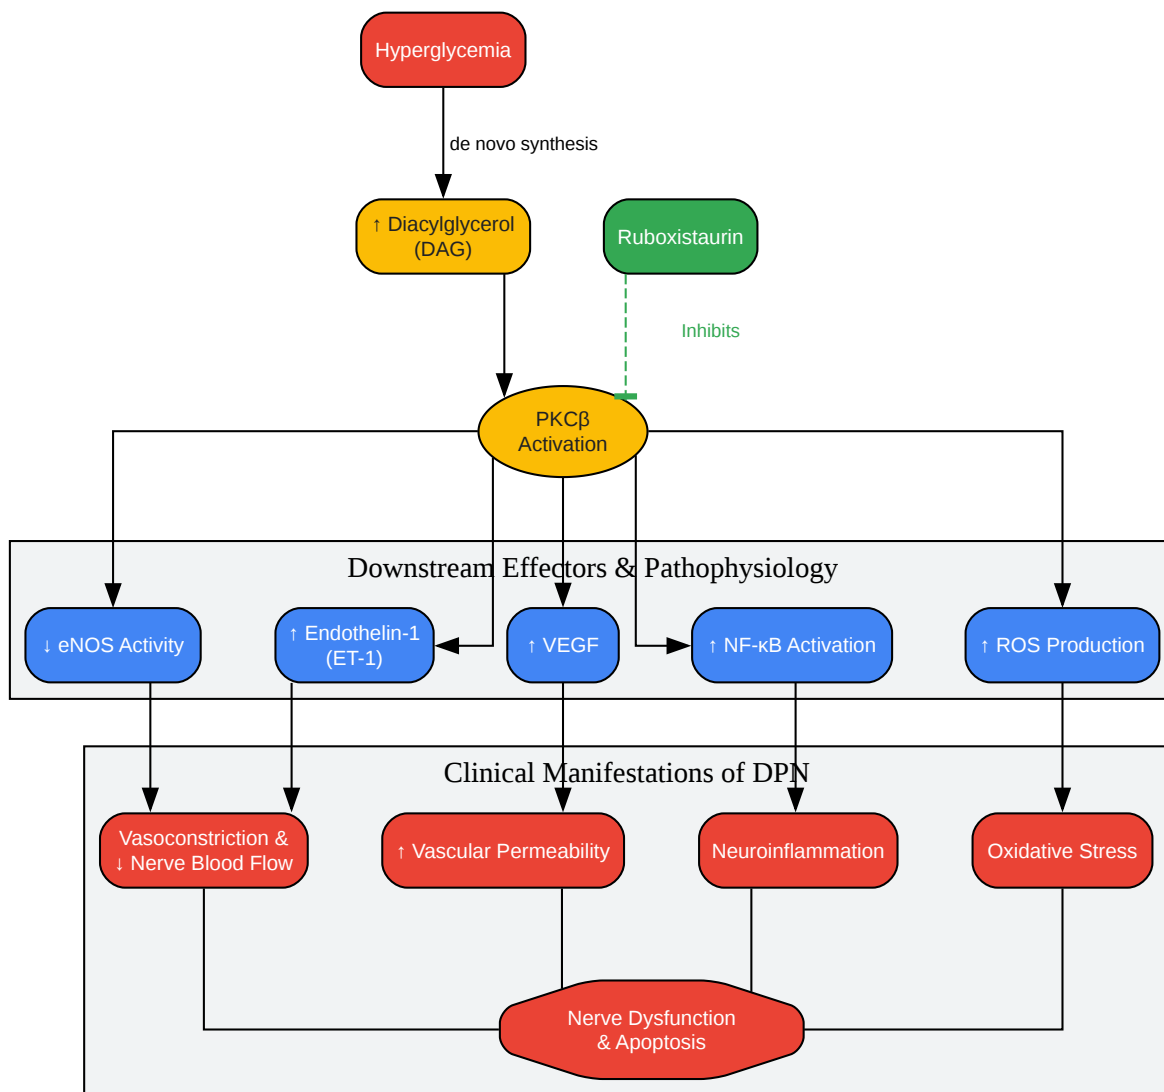 Hyperglycemia
de novo synthesis
↑ Diacylglycerol
(DAG)
Ruboxistaurin
Inhibits
PKCβ
Activation
Downstream Effectors & Pathophysiology
↓ eNOS Activity
↑ Endothelin-1
(ET-1)
↑ VEGF
↑ NF-κB Activation
↑ ROS Production
Clinical Manifestations of DPN
Vasoconstriction &
↓ Nerve Blood Flow
↑ Vascular Permeability
Neuroinflammation
Oxidative Stress
Nerve Dysfunction
& Apoptosis